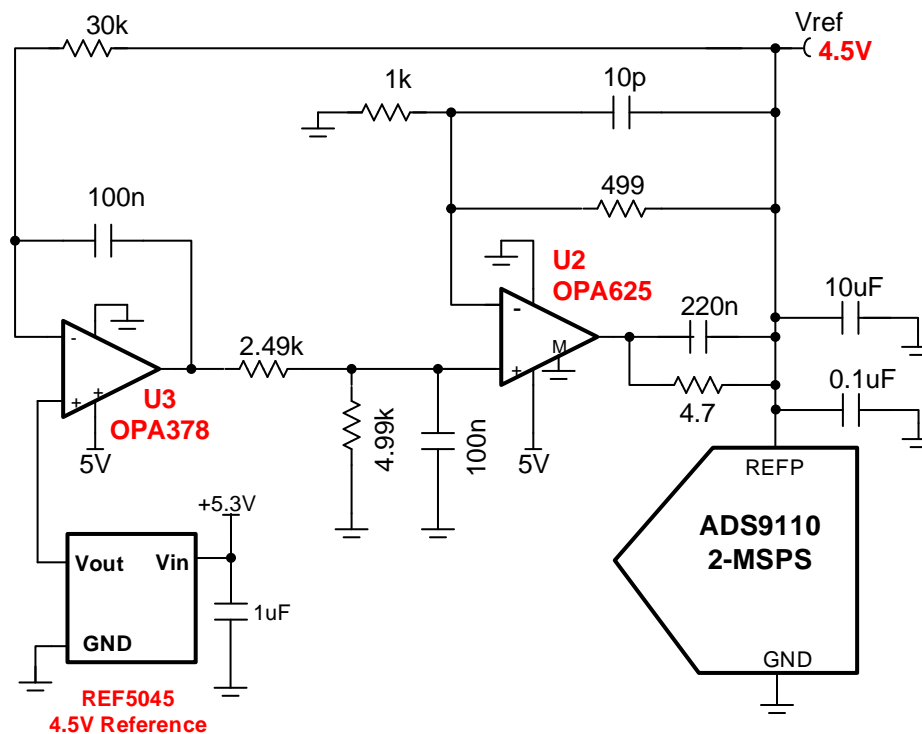 30k
Vref
4.5V
1k
10p
100n
499
U2
OPA625
220n
10uF
-
+
+
U3
OPA378
5V
2.49k
4.99k
100n
-
+
M
5V
4.7
0.1uF
REFP
ADS9110
2-MSPS
GND
+5.3V
Vout
Vin
GND
1uF
REF5045
4.5V Reference